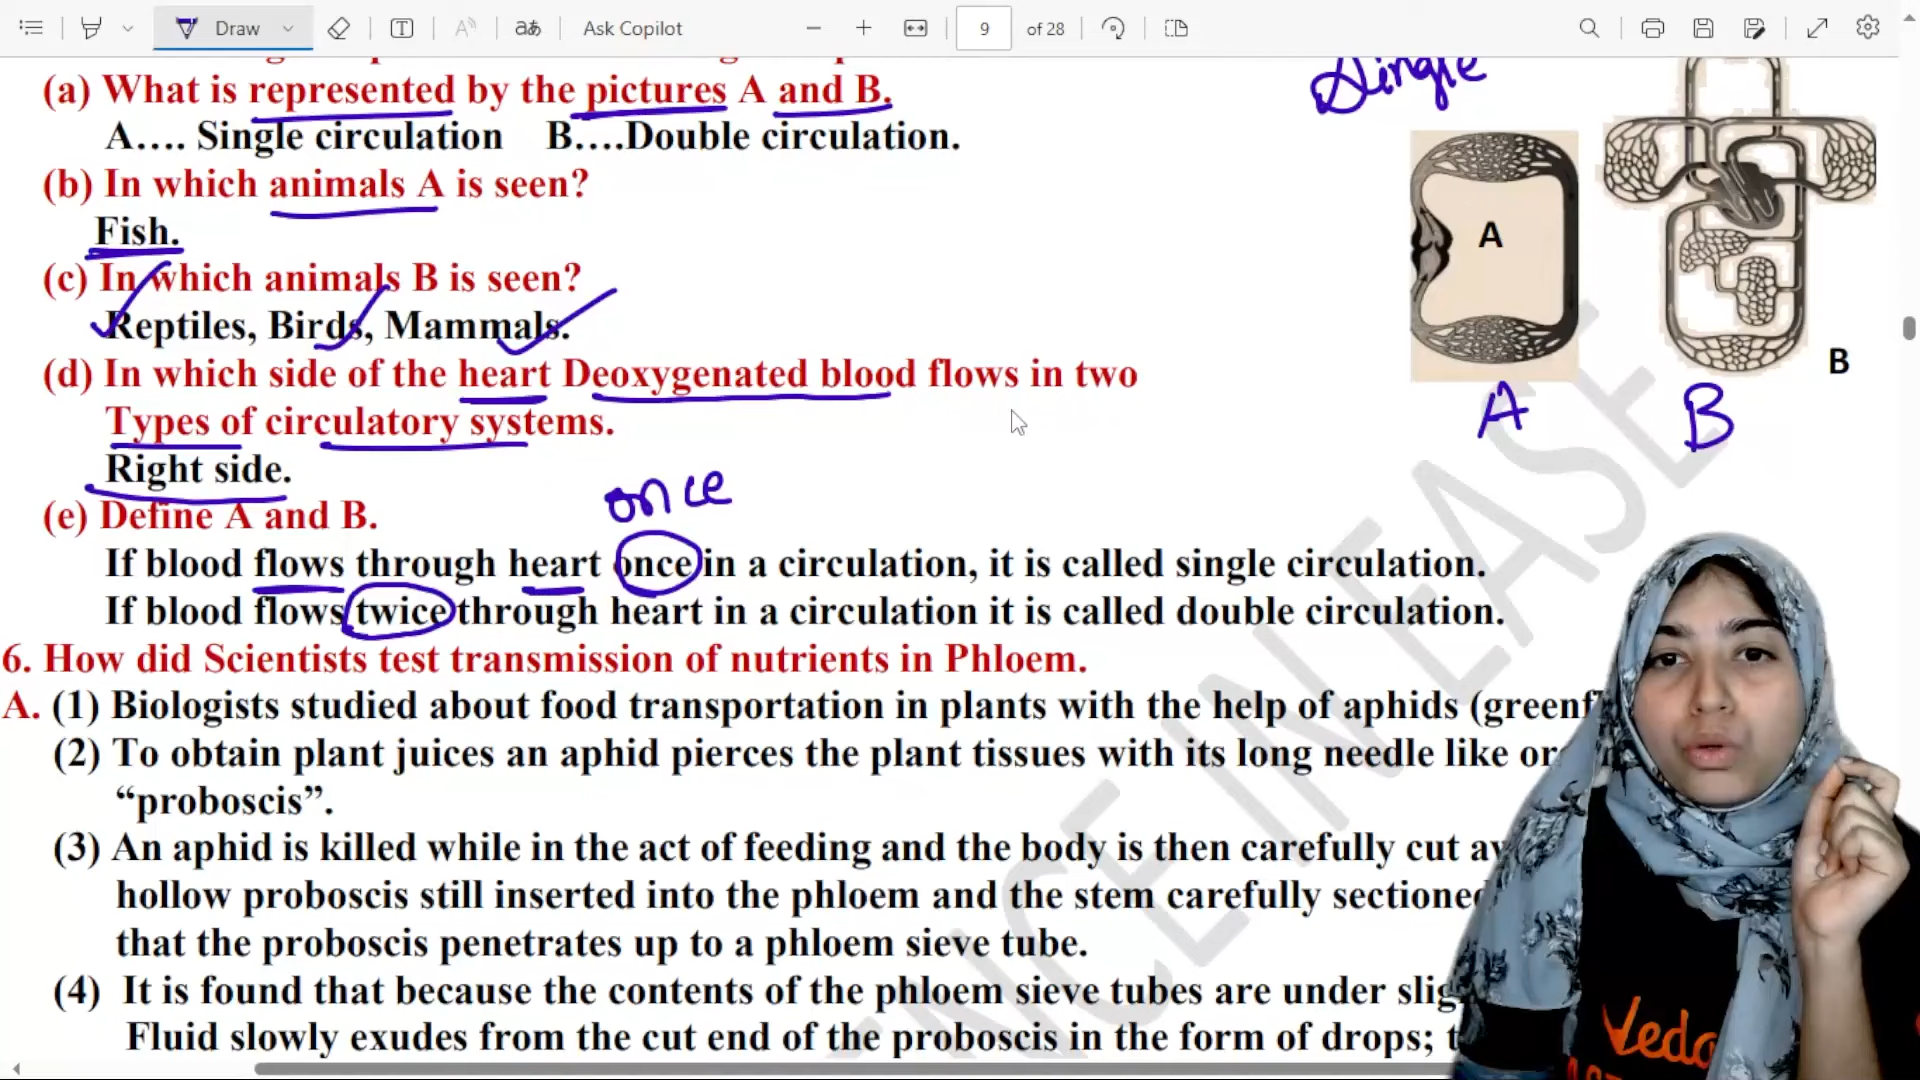 Draw
aあ
Ask Copilot
9 of 28
Single
(a) What is represented by the pictures A and B.
A…. Single circulation B….Double circulation.
(b) In which animals A is seen?
Fish.
(c) In which animals B is seen?
Reptiles, Birds, Mammals.
(d) In which side of the heart Deoxygenated blood flows in two
Types of circulatory systems.
Right side.
once
(e) Define A and B.
If blood flows through heart once in a circulation, it is called single circulation.
If blood flows twice through heart in a circulation it is called double circulation.
A
B
A
B
6. How did Scientists test transmission of nutrients in Phloem.
A. (1) Biologists studied about food transportation in plants with the help of aphids (greenf
(2) To obtain plant juices an aphid pierces the plant tissues with its long needle like or
“proboscis”.
(3) An aphid is killed while in the act of feeding and the body is then carefully cut aw
hollow proboscis still inserted into the phloem and the stem carefully sectioned
that the proboscis penetrates up to a phloem sieve tube.
(4) It is found that because the contents of the phloem sieve tubes are under slig
Fluid slowly exudes from the cut end of the proboscis in the form of drops; t
ENCE IN EASE
Veda